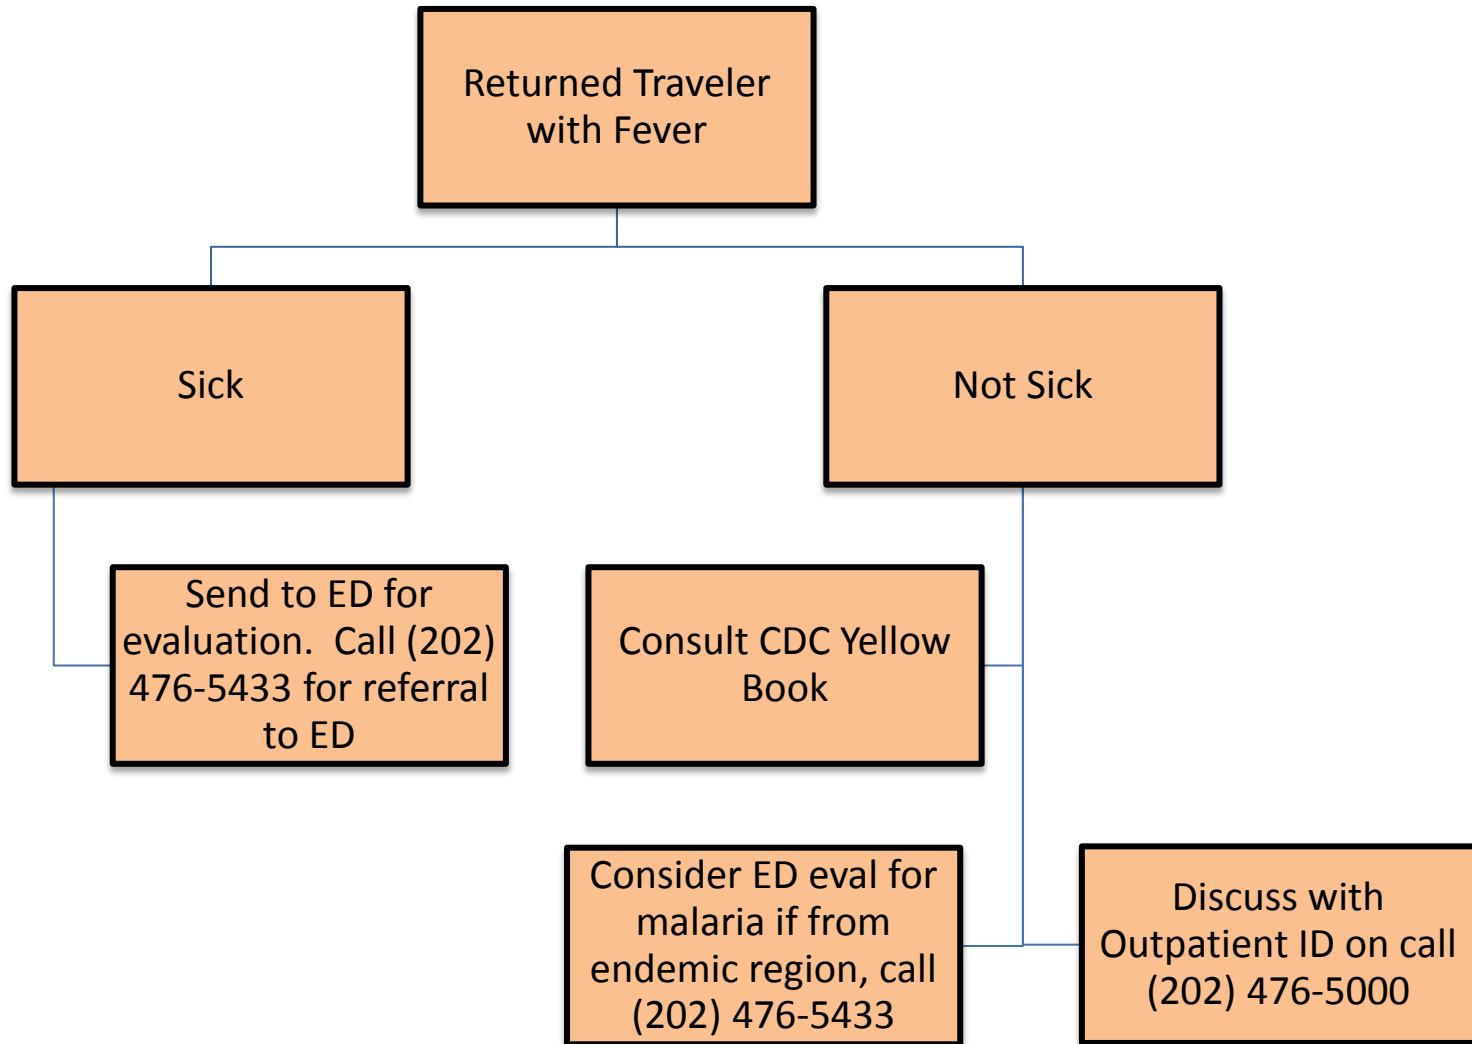 Returned Traveler
with Fever
Sick
Not Sick
Send to ED for
evaluation.  Call (202)
476-5433 for referral
to ED
Consult CDC Yellow
Book
Consider ED eval for
malaria if from
endemic region, call
(202) 476-5433
Discuss with
Outpatient ID on call
(202) 476-5000